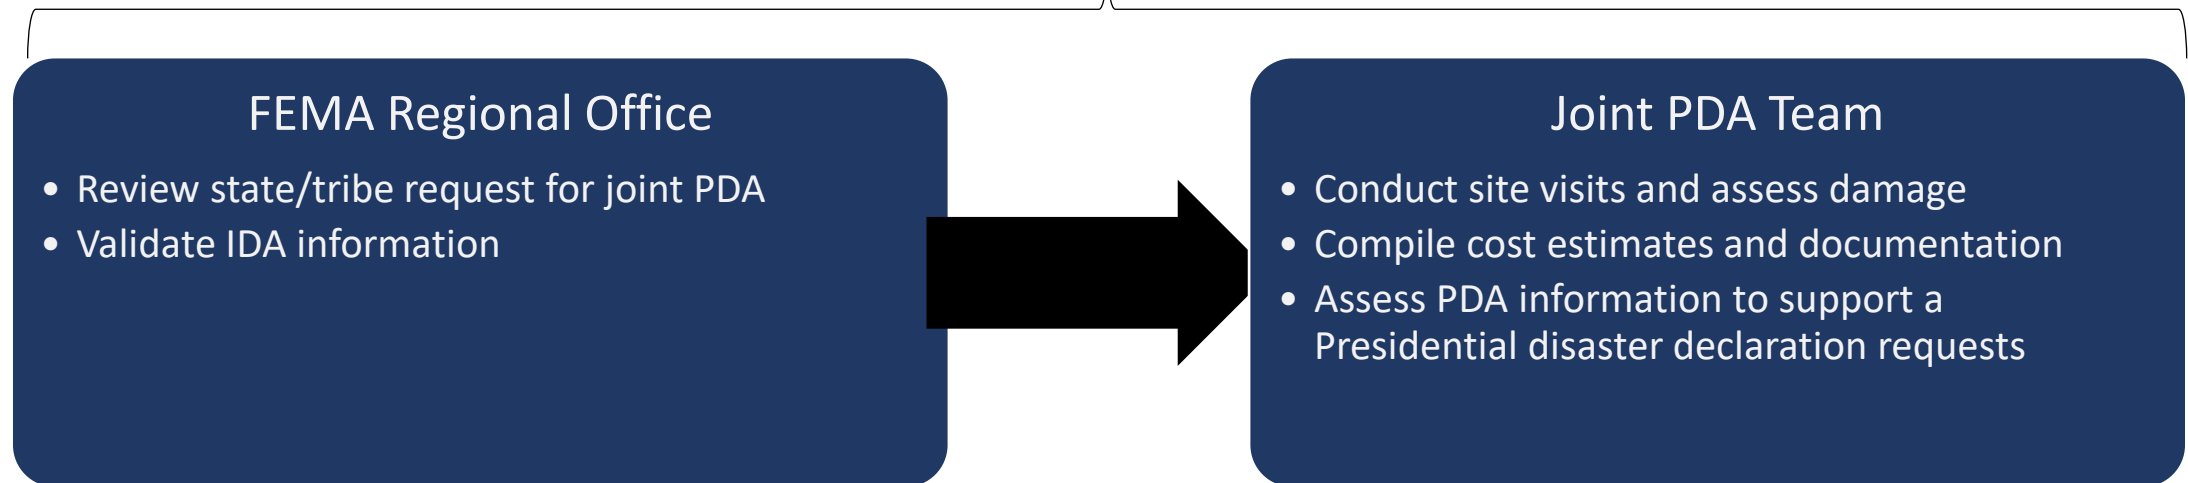 FEMA Regional Office
• Review state/tribe request for joint PDA
• Validate IDA information
Joint PDA Team
• Conduct site visits and assess damage
• Compile cost estimates and documentation
• Assess PDA information to support a
Presidential disaster declaration requests